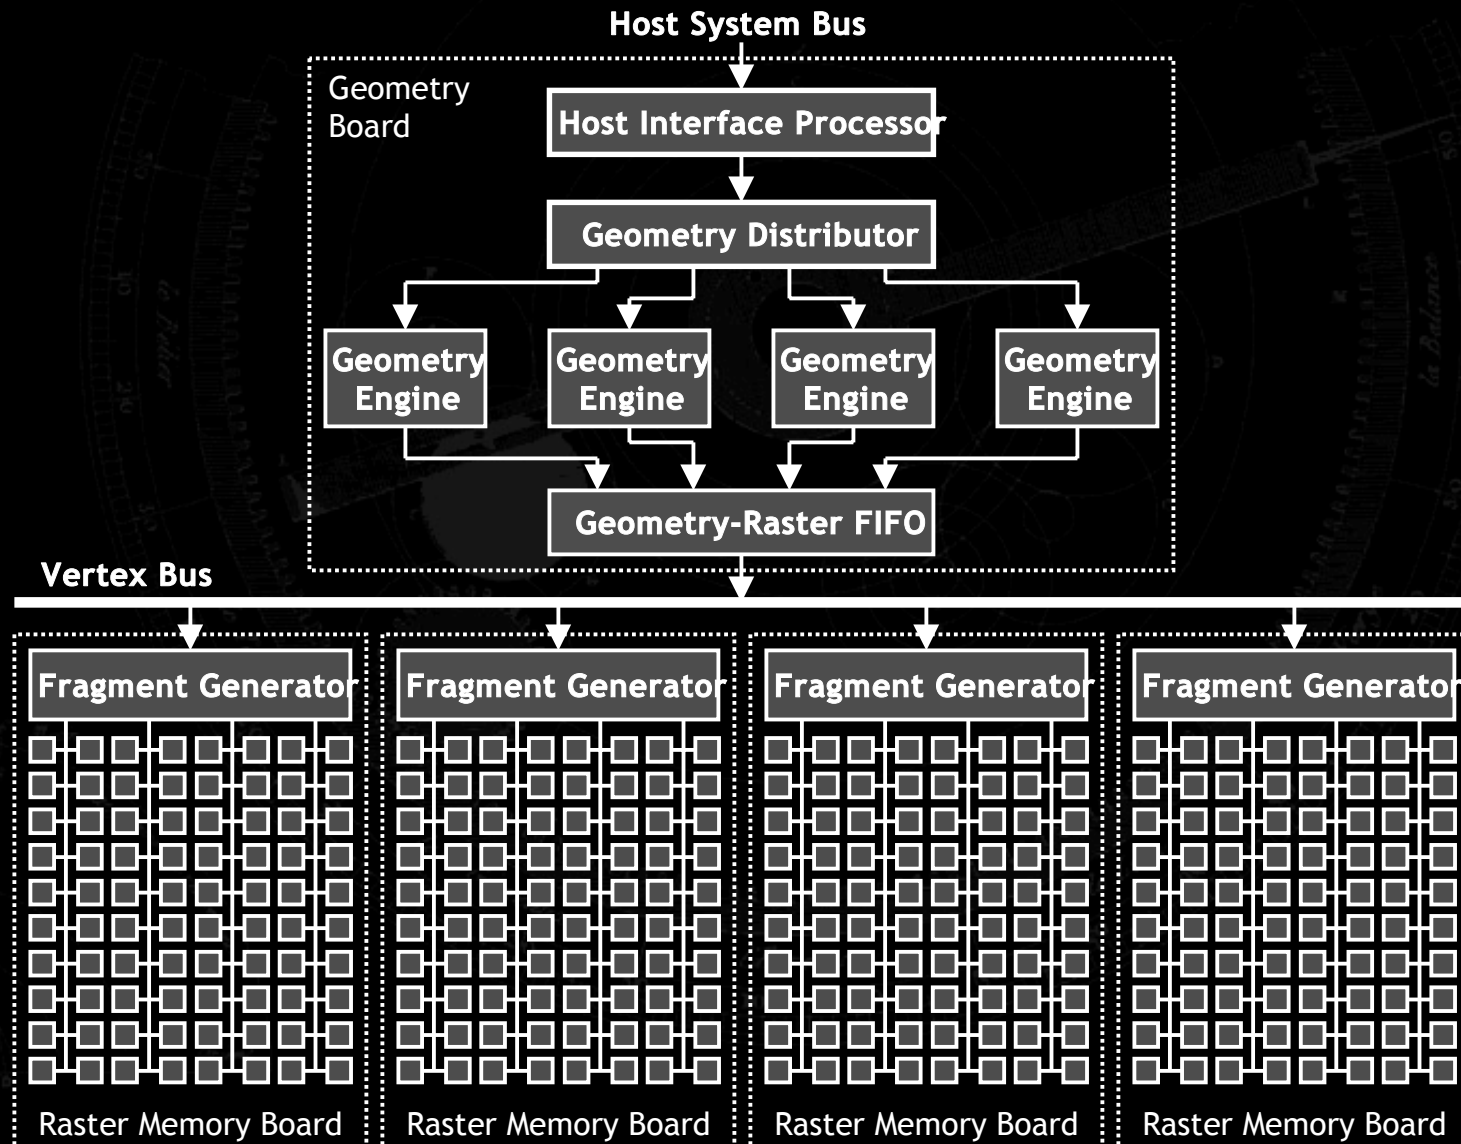 Host System Bus
Geometry
Board
Host Interface Processor
Geometry Distributor
Geometry
Engine
Geometry
Engine
Geometry
Engine
Geometry
Engine
Geometry-Raster FIFO
Vertex Bus
Fragment Generator
Fragment Generator
Fragment Generator
Fragment Generator
Raster Memory Board
Raster Memory Board
Raster Memory Board
Raster Memory Board
la Balance